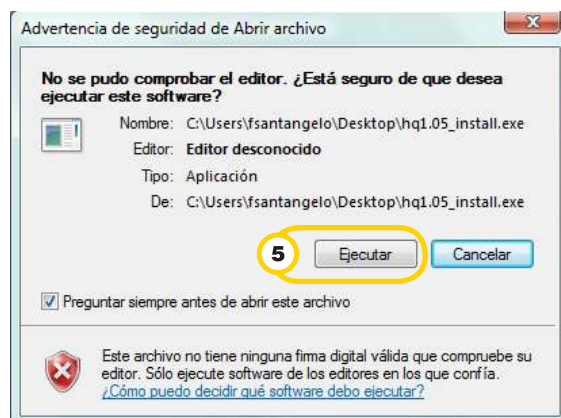 Advertencia de seguridad de Abrir archivo
No se pudo comprobar el editor. ¿Está seguro de que desea
ejecutar este software?
Nombre: C:\Users\fsantangelo\Desktop\hq1.05_install.exe
Editor: Editor desconocido
Tipo: Aplicación
De: C:\Users\fsantangelo\Desktop\hq1.05_install.exe
5 Ejecutar Cancelar
Preguntar siempre antes de abrir este archivo
Este archivo no tiene ninguna firma digital válida que compruebe su
editor. Sólo ejecute software de los editores en los que confía.
¿Cómo puedo decidir qué software debo ejecutar?